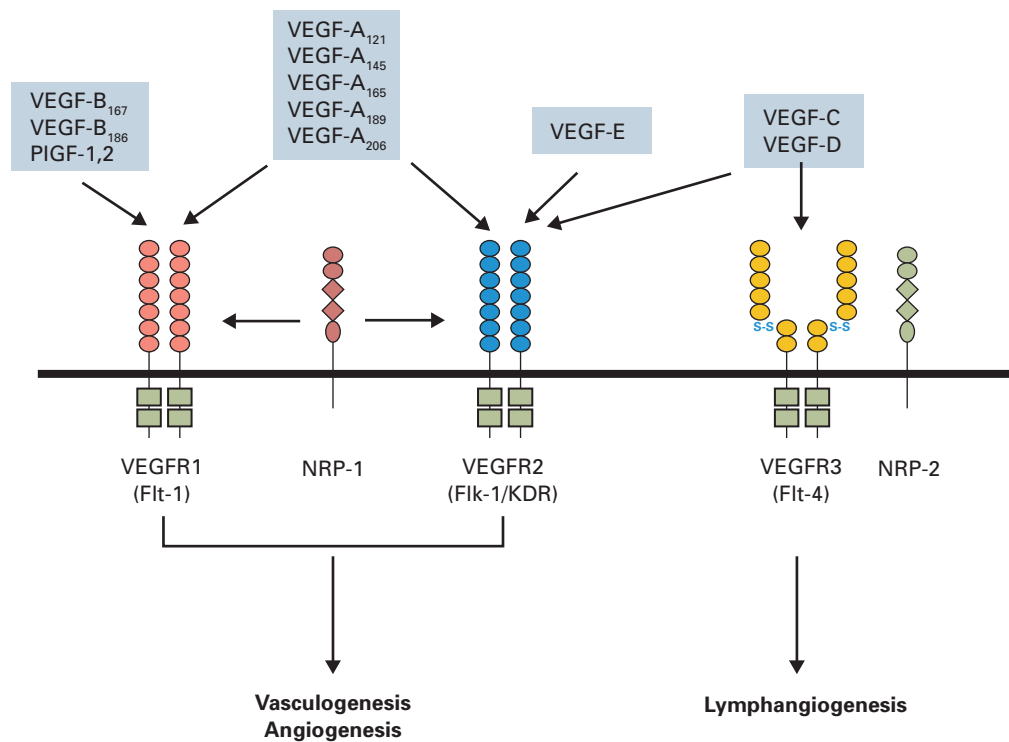 VEGF-A₁₂₁
VEGF-A₁₄₅
VEGF-A₁₆₅
VEGF-A₁₈₉
VEGF-A₂₀₆
VEGF-B₁₆₇
VEGF-B₁₈₆
PIGF-1,2
VEGF-E
VEGF-C
VEGF-D
S-S
S-S
VEGFR1
(Flt-1)
NRP-1
VEGFR2
(Flk-1/KDR)
VEGFR3
(Flt-4)
NRP-2
Vasculogenesis
Angiogenesis
Lymphangiogenesis